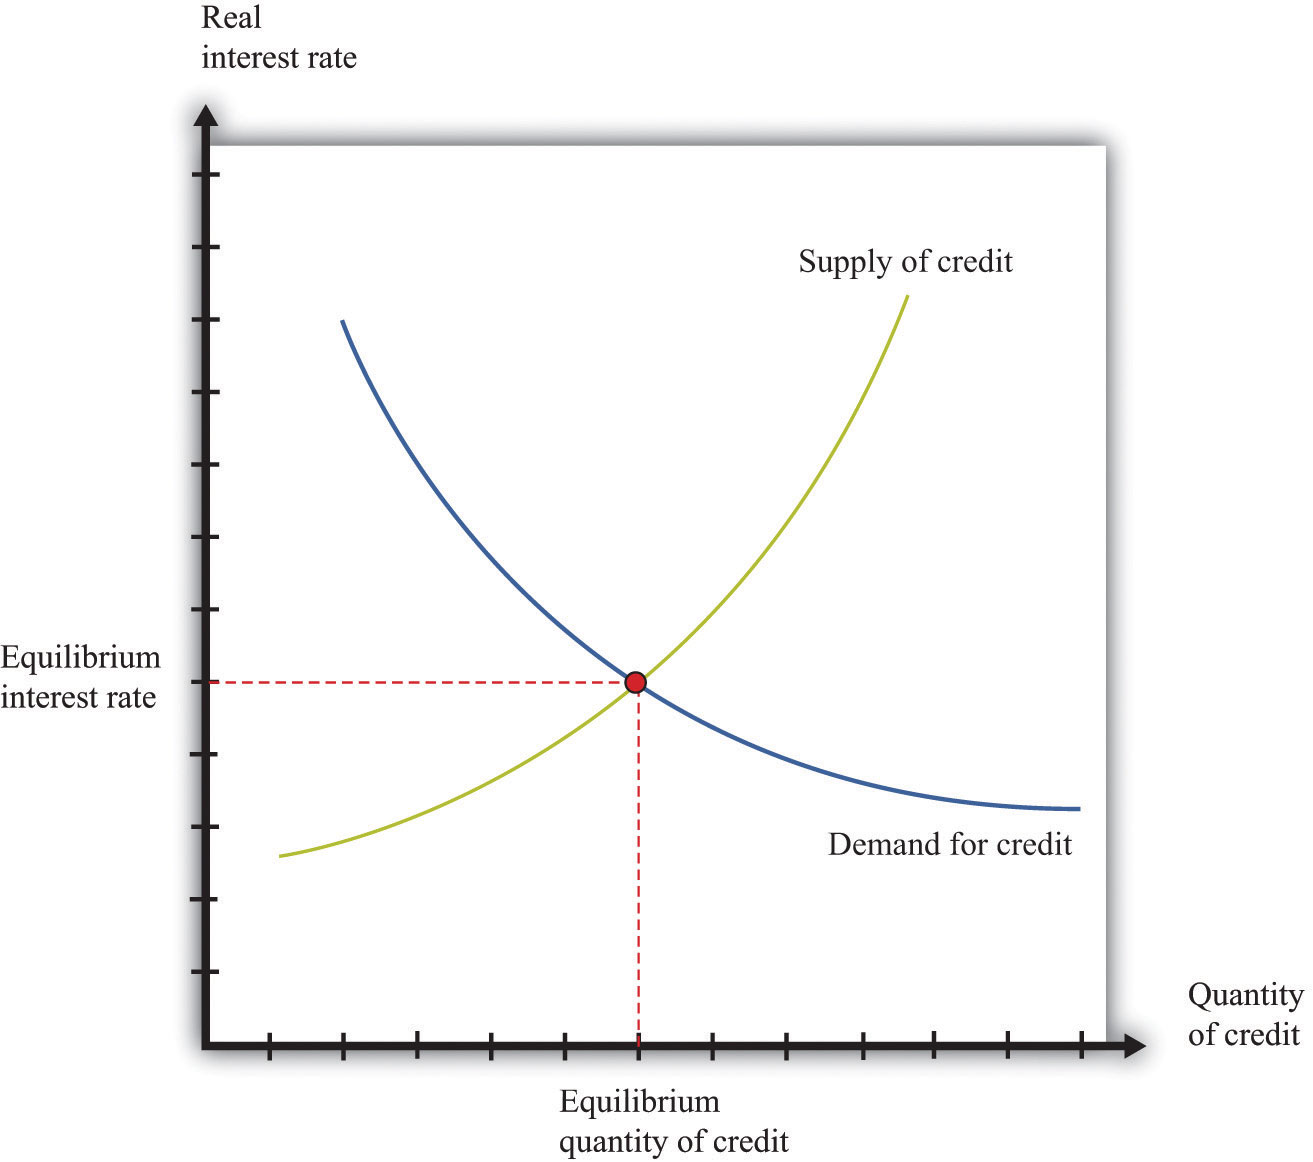 Real
interest rate
Supply of credit
Equilibrium
interest rate
Demand for credit
Quantity
of credit
Equilibrium
quantity of credit